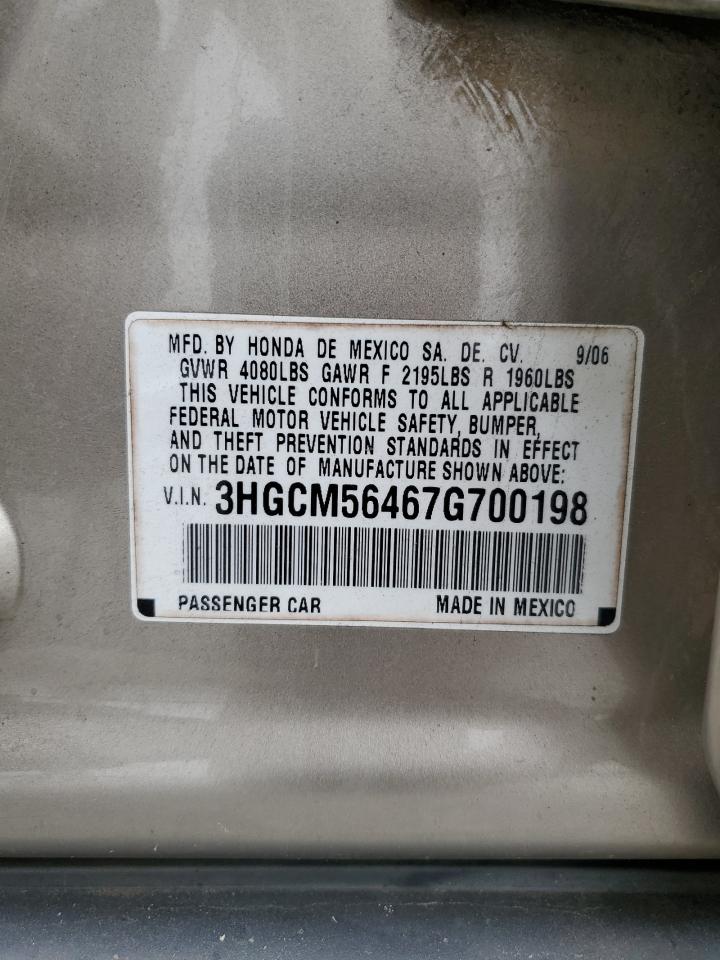 MFD. BY HONDA DE MEXICO SA. DE. CV. 9/06
GVWR 4080LBS GAWR F 2195LBS R 1960LBS
THIS VEHICLE CONFORMS TO ALL APPLICABLE
FEDERAL MOTOR VEHICLE SAFETY, BUMPER,
AND THEFT PREVENTION STANDARDS IN EFFECT
ON THE DATE OF MANUFACTURE SHOWN ABOVE:
V.I.N. 3HGCM56467G700198
PASSENGER CAR MADE IN MEXICO